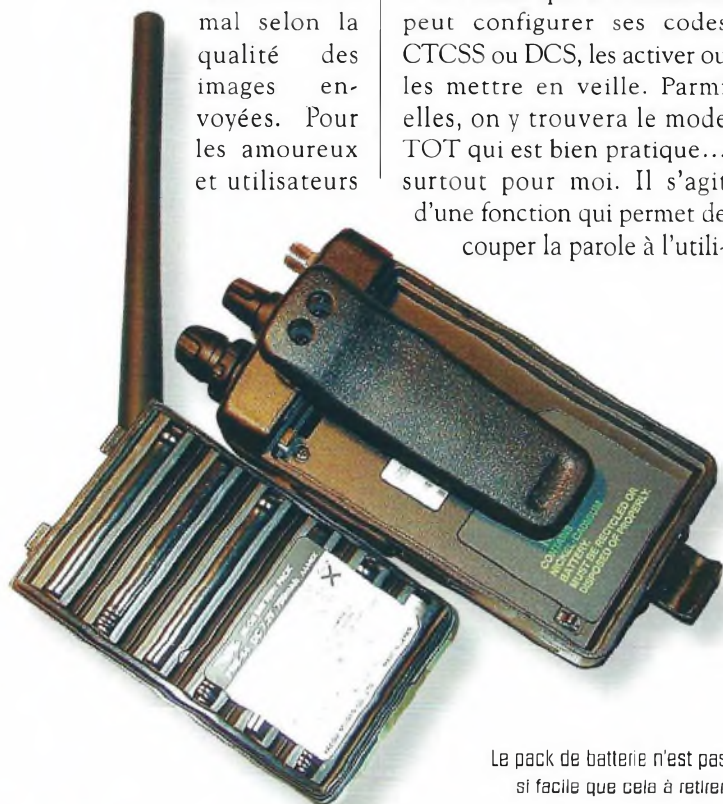 mal selon la
qualité des
images en-
voyées. Pour
les amoureux
et utilisateurs
peut configurer ses codes
CTCSS ou DCS, les activer ou
les mettre en veille. Parmi
elles, on y trouvera le mode
TOT qui est bien pratique...
surtout pour moi. Il s'agit
d'une fonction qui permet de
couper la parole à l'utili-
CONTAINS
NICKEL-CADMIUM
BATTERY.
MUST BE RECYCLED OR
DISPOSED OF PROPERLY.
Le pack de batterie n'est pas
si facile que cela à retirer